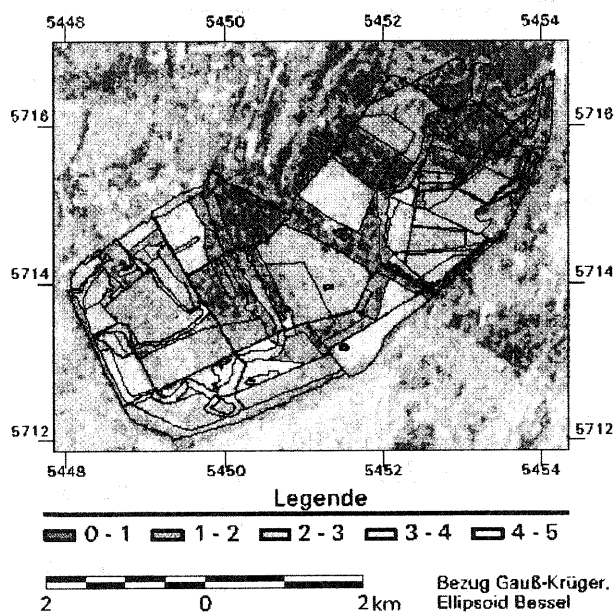 5448 5450 5452 5454
5716 5716
5714 5714
5712 5712
5448 5450 5452 5454
Legende
0 - 1 1 - 2 2 - 3 3 - 4 4 - 5
2 0 2 km
Bezug Gauß-Krüger,
Ellipsoid Bessel